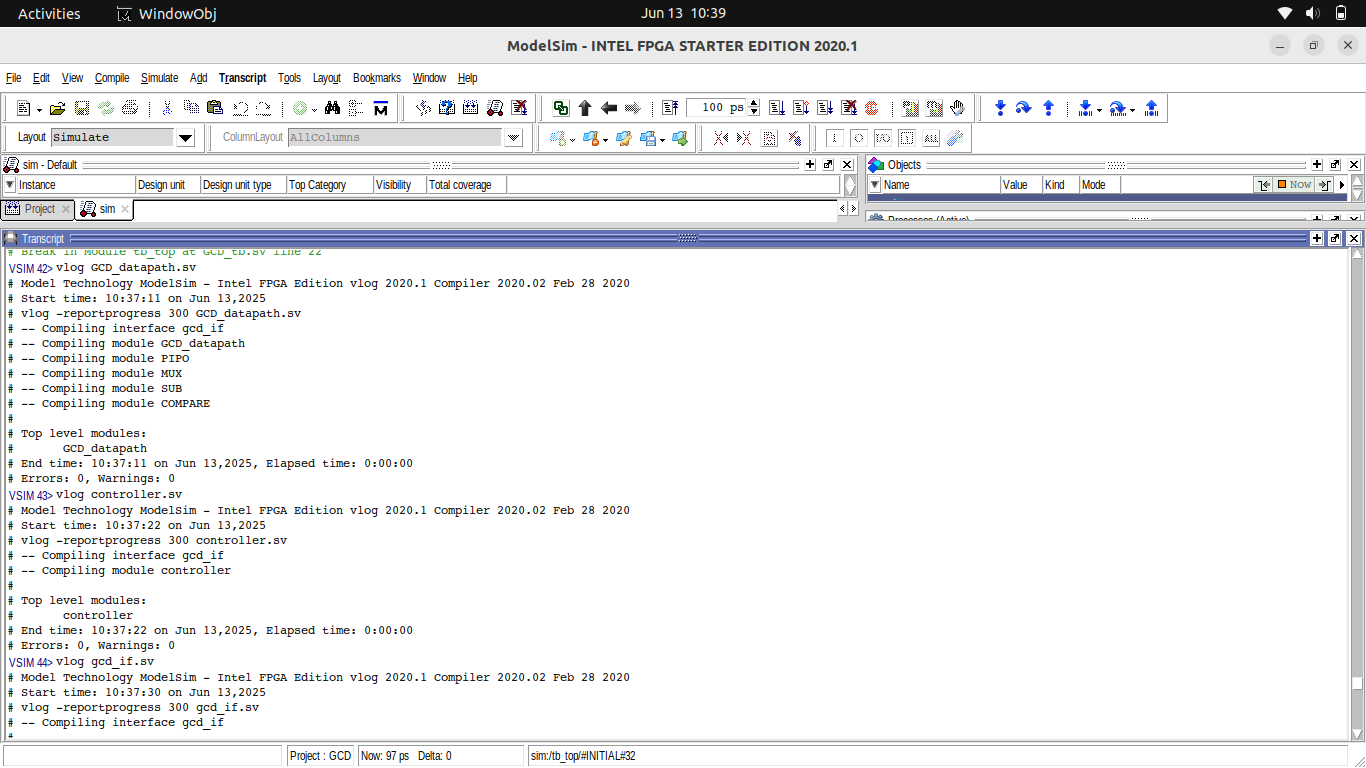 Activities WindowObj Jun 13 10:39
ModelSim - INTEL FPGA STARTER EDITION 2020.1
File Edit View Compile Simulate Add Transcript Tools Layout Bookmarks Window Help
100 ps
Layout Simulate ColumnLayout AllColumns
sim - Default
Objects
Instance Design unit Design unit type Top Category Visibility Total coverage
Name Value Kind Mode Now
Project sim
Processes (Active)
Transcript
# Break in Module tb_top at GCD_tb.sv line 22
VSIM 42> vlog GCD_datapath.sv
# Model Technology ModelSim - Intel FPGA Edition vlog 2020.1 Compiler 2020.02 Feb 28 2020
# Start time: 10:37:11 on Jun 13,2025
# vlog -reportprogress 300 GCD_datapath.sv
# -- Compiling interface gcd_if
# -- Compiling module GCD_datapath
# -- Compiling module PIPO
# -- Compiling module MUX
# -- Compiling module SUB
# -- Compiling module COMPARE
#
# Top level modules:
# GCD_datapath
# End time: 10:37:11 on Jun 13,2025, Elapsed time: 0:00:00
# Errors: 0, Warnings: 0
VSIM 43> vlog controller.sv
# Model Technology ModelSim - Intel FPGA Edition vlog 2020.1 Compiler 2020.02 Feb 28 2020
# Start time: 10:37:22 on Jun 13,2025
# vlog -reportprogress 300 controller.sv
# -- Compiling interface gcd_if
# -- Compiling module controller
#
# Top level modules:
# controller
# End time: 10:37:22 on Jun 13,2025, Elapsed time: 0:00:00
# Errors: 0, Warnings: 0
VSIM 44> vlog gcd_if.sv
# Model Technology ModelSim - Intel FPGA Edition vlog 2020.1 Compiler 2020.02 Feb 28 2020
# Start time: 10:37:30 on Jun 13,2025
# vlog -reportprogress 300 gcd_if.sv
# -- Compiling interface gcd_if
#
Project : GCD Now: 97 ps Delta: 0 sim:/tb_top/#INITIAL#32